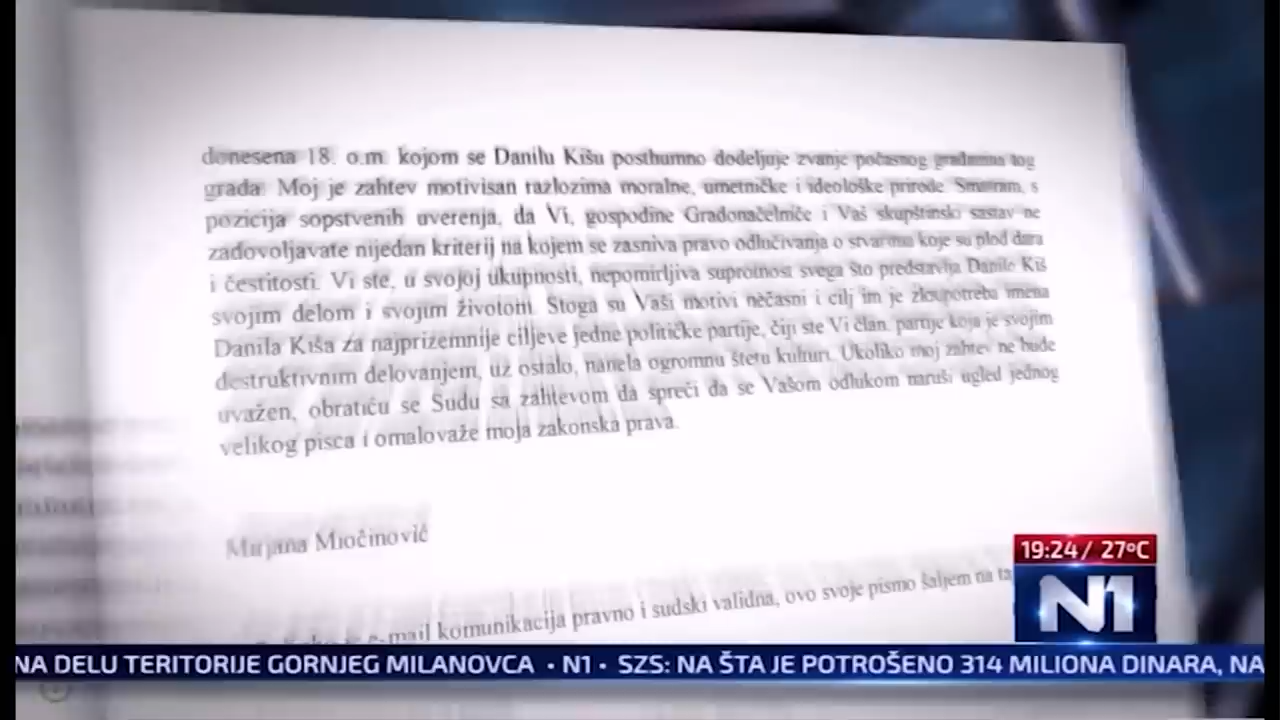 donesena 18. o.m. kojom se Danilu Kišu posthumno dodeljuje zvanje počasnog građanina tog
grada. Moj je zahtev motivisan razlozima moralne, umetničke i ideološke prirode. Smatram, s
pozicija sopstvenih uverenja, da Vi, gospodine Gradonačelniče i Vaš skupštinski sastav ne
zadovoljavate nijedan kriterij na kojem se zasniva pravo odlučivanja o stvarima koje su plod dara
i čestitosti. Vi ste, u svojoj ukupnosti, nepomirljiva suprotnost svega što predstavlja Danilo Kiš
svojim delom i svojim životom. Stoga su Vaši motivi nečasni i cilj im je zloupotreba imena
Danila Kiša za najprizemnije ciljeve jedne političke partije, čiji ste Vi član, partije koja je svojim
destruktivnim delovanjem, uz ostalo, nanela ogromnu štetu kulturi. Ukoliko moj zahtev ne bude
uvažen, obratiću se Sudu sa zahtevom da spreči da se Vašom odlukom naruši ugled jednog
velikog pisca i omalovaže moja zakonska prava.
Mirjana Miočinović
e-mail komunikacija pravno i sudski validna, ovo svoje pismo šaljem na
19:24 / 27°C
N1
NA DELU TERITORIJE GORNJEG MILANOVCA • N1 • SZS: NA ŠTA JE POTROŠENO 314 MILIONA DINARA, NA